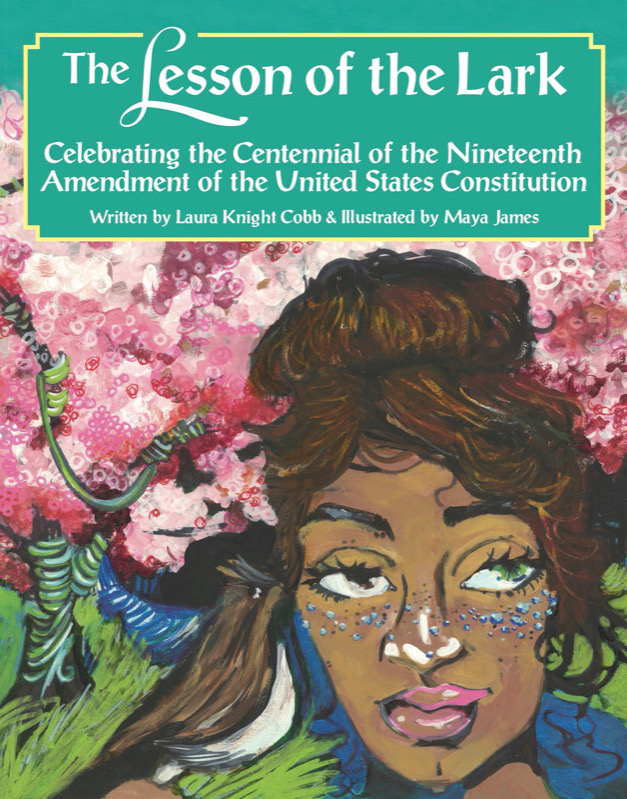 The Lesson of the Lark
Celebrating the Centennial of the Nineteenth
Amendment of the United States Constitution
Written by Laura Knight Cobb & Illustrated by Maya James